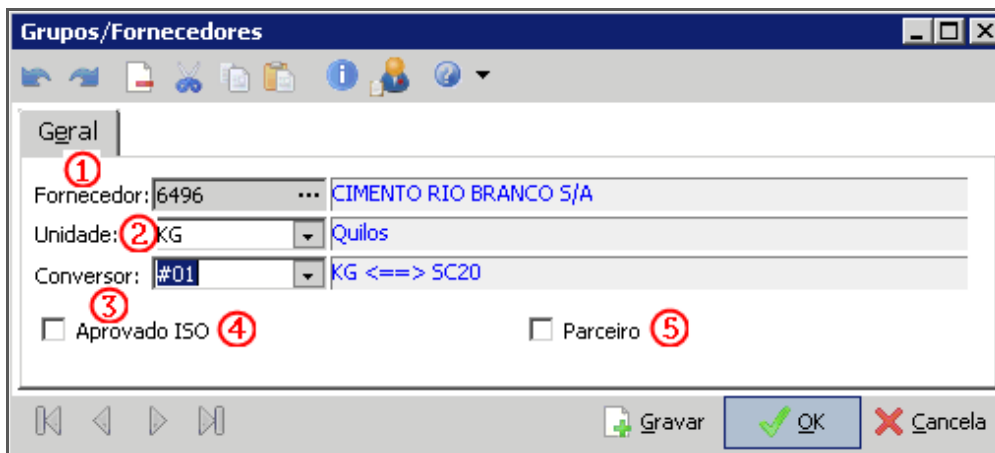 Grupos/Fornecedores
Geral
1
Fornecedor: 6496 ... CIMENTO RIO BRANCO S/A
Unidade: 2 KG Quilos
Conversor: #01 KG <==> SC20
3
Aprovado ISO 4 Parceiro 5
Gravar OK Cancela